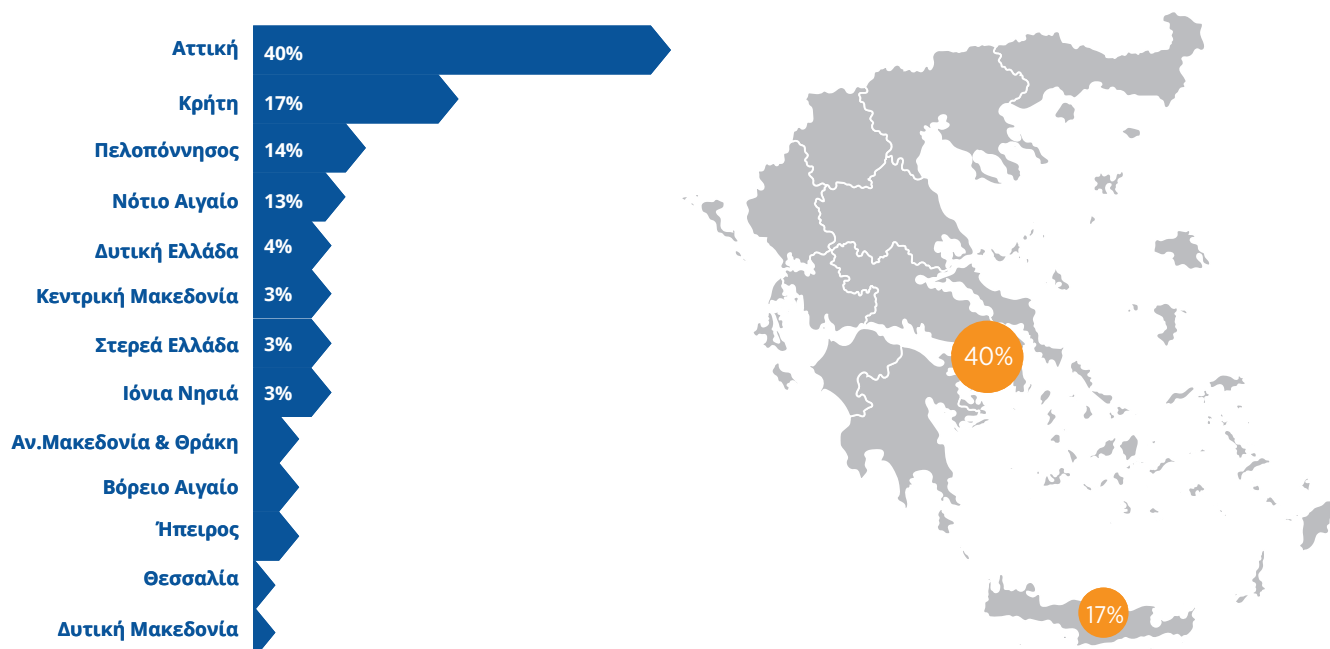 Αττική 40%
Κρήτη 17%
Πελοπόννησος 14%
Νότιο Αιγαίο 13%
Δυτική Ελλάδα 4%
Κεντρική Μακεδονία 3%
Στερεά Ελλάδα 3%
Ιόνια Νησιά 3%
Αν.Μακεδονία & Θράκη
Βόρειο Αιγαίο
Ήπειρος
Θεσσαλία
Δυτική Μακεδονία
40%
17%